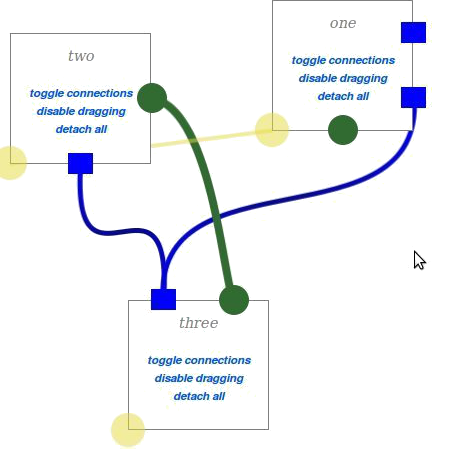 one
toggle connections
disable dragging
detach all
two
toggle connections
disable dragging
detach all
three
toggle connections
disable dragging
detach all